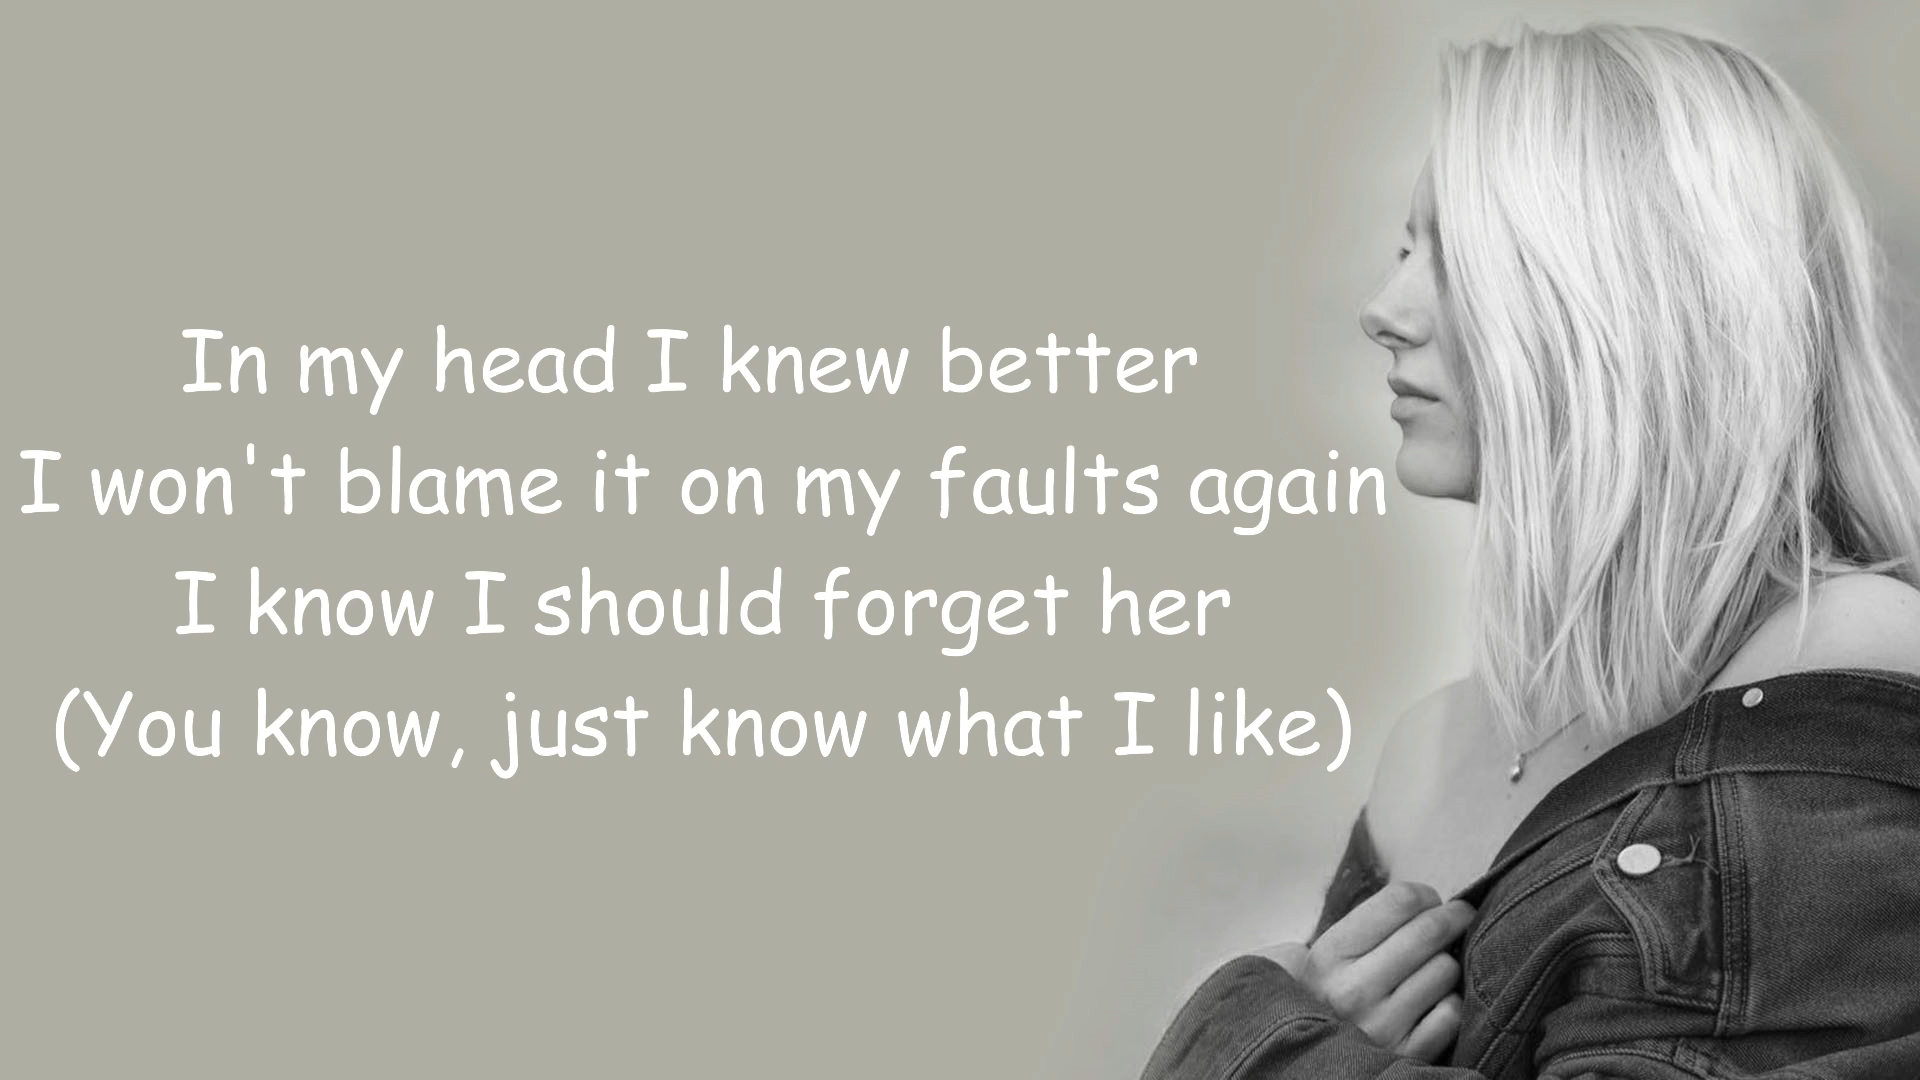 In my head I knew better
I won't blame it on my faults again
I know I should forget her
(You know, just know what I like)